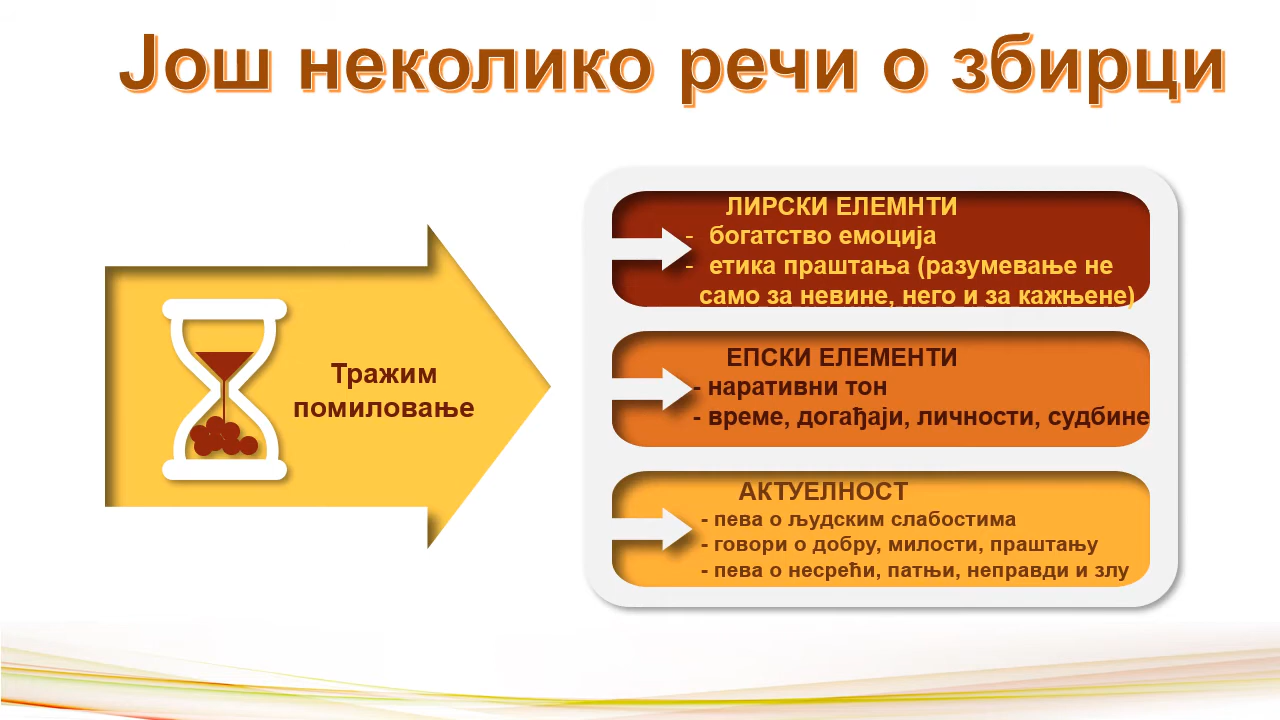 Још неколико речи о збирци
Тражим
помиловање
ЛИРСКИ ЕЛЕМНТИ
- богатство емоција
- етика праштања (разумевање не
само за невине, него и за кажњене)
ЕПСКИ ЕЛЕМЕНТИ
- наративни тон
- време, догађаји, личности, судбине
АКТУЕЛНОСТ
- пева о људским слабостима
- говори о добру, милости, праштању
- пева о несрећи, патњи, неправди и злу